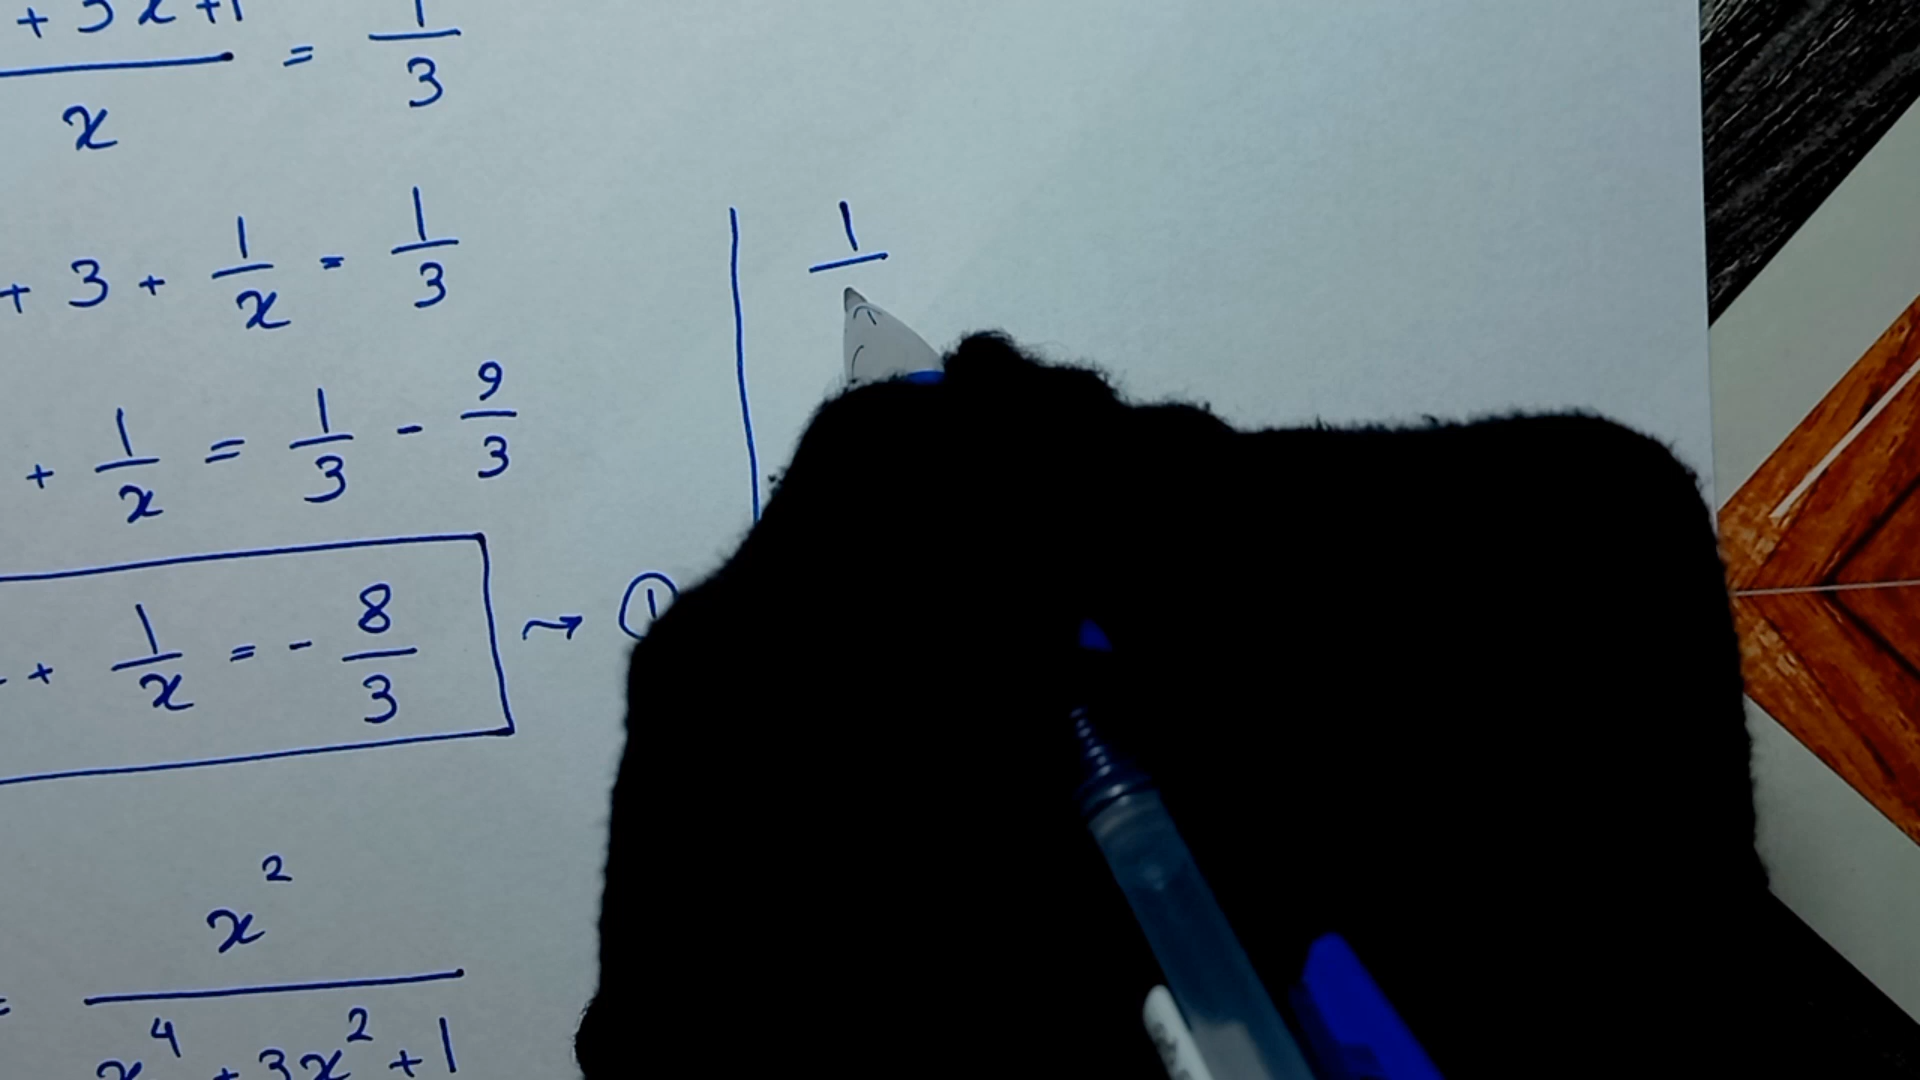 + 3x + 1 / x = 1 / 3
+ 3 + 1/x = 1/3
+ 1/x = 1/3 - 9/3
+ 1/x = - 8/3 → ①
= x² / x⁴ + 3x² + 1
1/